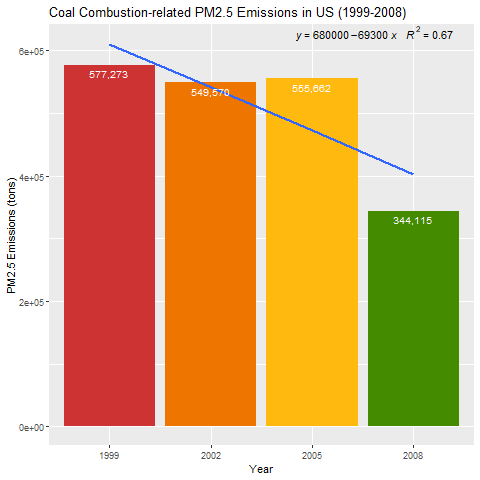 Coal Combustion-related PM2.5 Emissions in US (1999-2008)
y = 680000 −69300 x R² = 0.67
6e+05
4e+05
2e+05
0e+00
PM2.5 Emissions (tons)
577,273
549,570
555,662
344,115
1999
2002
2005
2008
Year